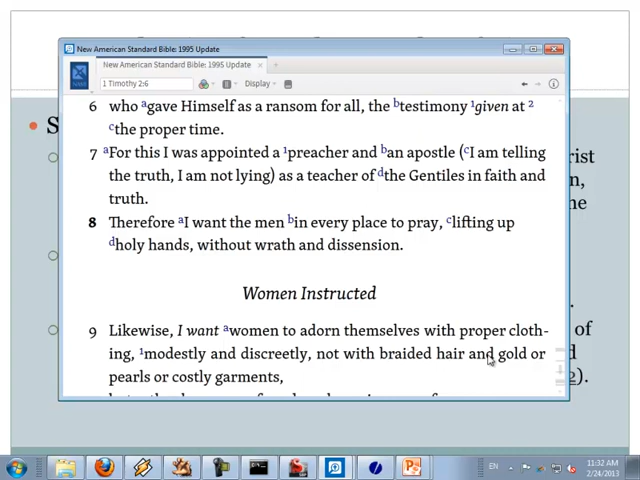 New American Standard Bible: 1995 Update
New American Standard Bible: 1995 Update
1 Timothy 2:6
Display
6 who ᵃgave Himself as a ransom for all, the ᵇtestimony ¹given at ²
ᶜthe proper time.
7 ᵃFor this I was appointed a ¹preacher and ᵇan apostle (ᶜI am telling
the truth, I am not lying) as a teacher of ᵈthe Gentiles in faith and
truth.
8 Therefore ᵃI want the men ᵇin every place to pray, ᶜlifting up
ᵈholy hands, without wrath and dissension.
Women Instructed
9 Likewise, I want ᵃwomen to adorn themselves with proper cloth-
ing, ¹modestly and discreetly, not with braided hair and gold or
pearls or costly garments,
S
rist
n,
ne
.
of
d
2).
EN
11:32 AM
2/24/2013